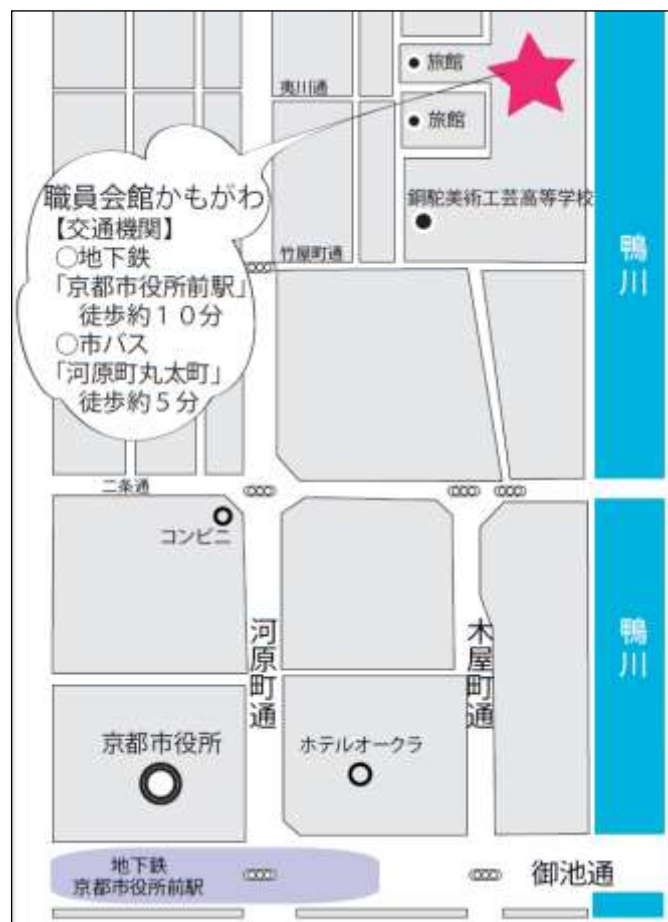 旅館
夷川通
旅館
職員会館かもがわ
【交通機関】
○地下鉄
「京都市役所前駅」
徒歩約１０分
○市バス
「河原町丸太町」
徒歩約５分
銅駝美術工芸高等学校
竹屋町通
鴨川
二条通
コンビニ
河原町通
木屋町通
鴨川
京都市役所
ホテルオークラ
地下鉄
京都市役所前駅
御池通